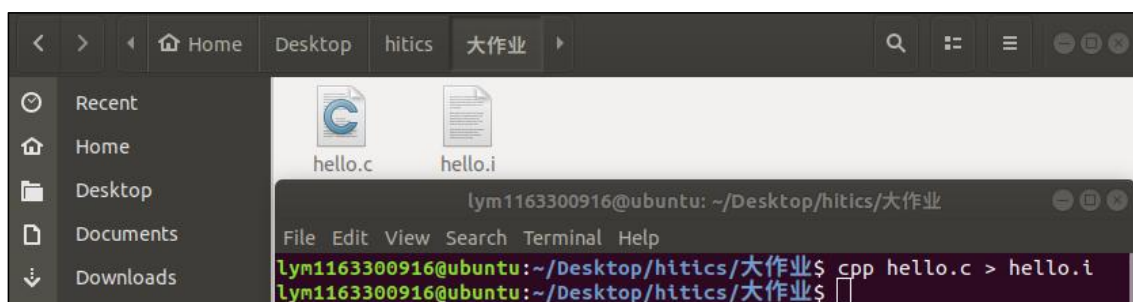 Home Desktop hitics 大作业
Recent
Home
Desktop
Documents
Downloads
hello.c hello.i
lym1163300916@ubuntu: ~/Desktop/hitics/大作业
File Edit View Search Terminal Help
lym1163300916@ubuntu:~/Desktop/hitics/大作业$ cpp hello.c > hello.i
lym1163300916@ubuntu:~/Desktop/hitics/大作业$